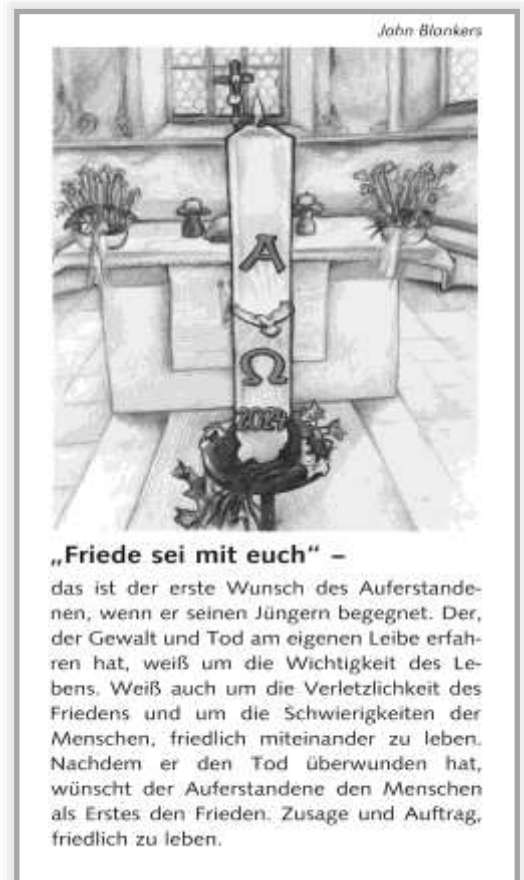 John Blankers
A
Ω
2024
„Friede sei mit euch“ –
das ist der erste Wunsch des Auferstande-
nen, wenn er seinen Jüngern begegnet. Der,
der Gewalt und Tod am eigenen Leibe erfah-
ren hat, weiß um die Wichtigkeit des Le-
bens. Weiß auch um die Verletzlichkeit des
Friedens und um die Schwierigkeiten der
Menschen, friedlich miteinander zu leben.
Nachdem er den Tod überwunden hat,
wünscht der Auferstandene den Menschen
als Erstes den Frieden. Zusage und Auftrag,
friedlich zu leben.